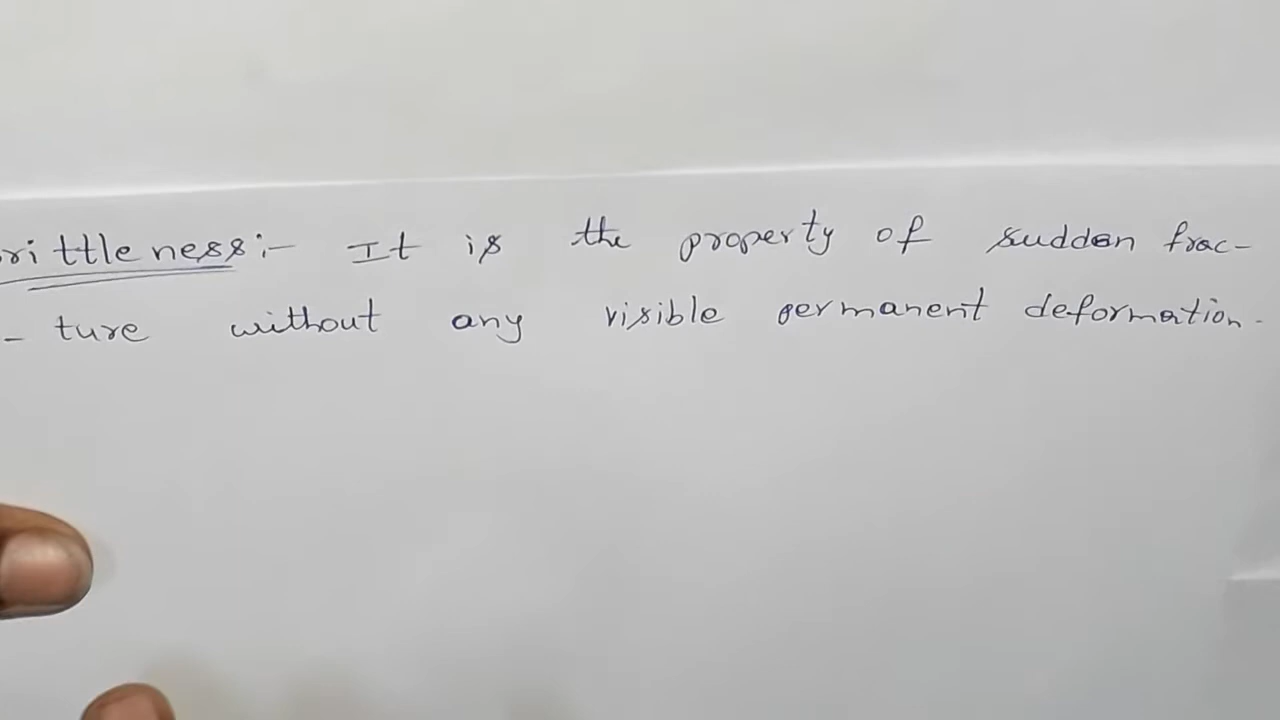 rittleness:- It is the property of sudden frac-
- ture without any visible permanent deformation.